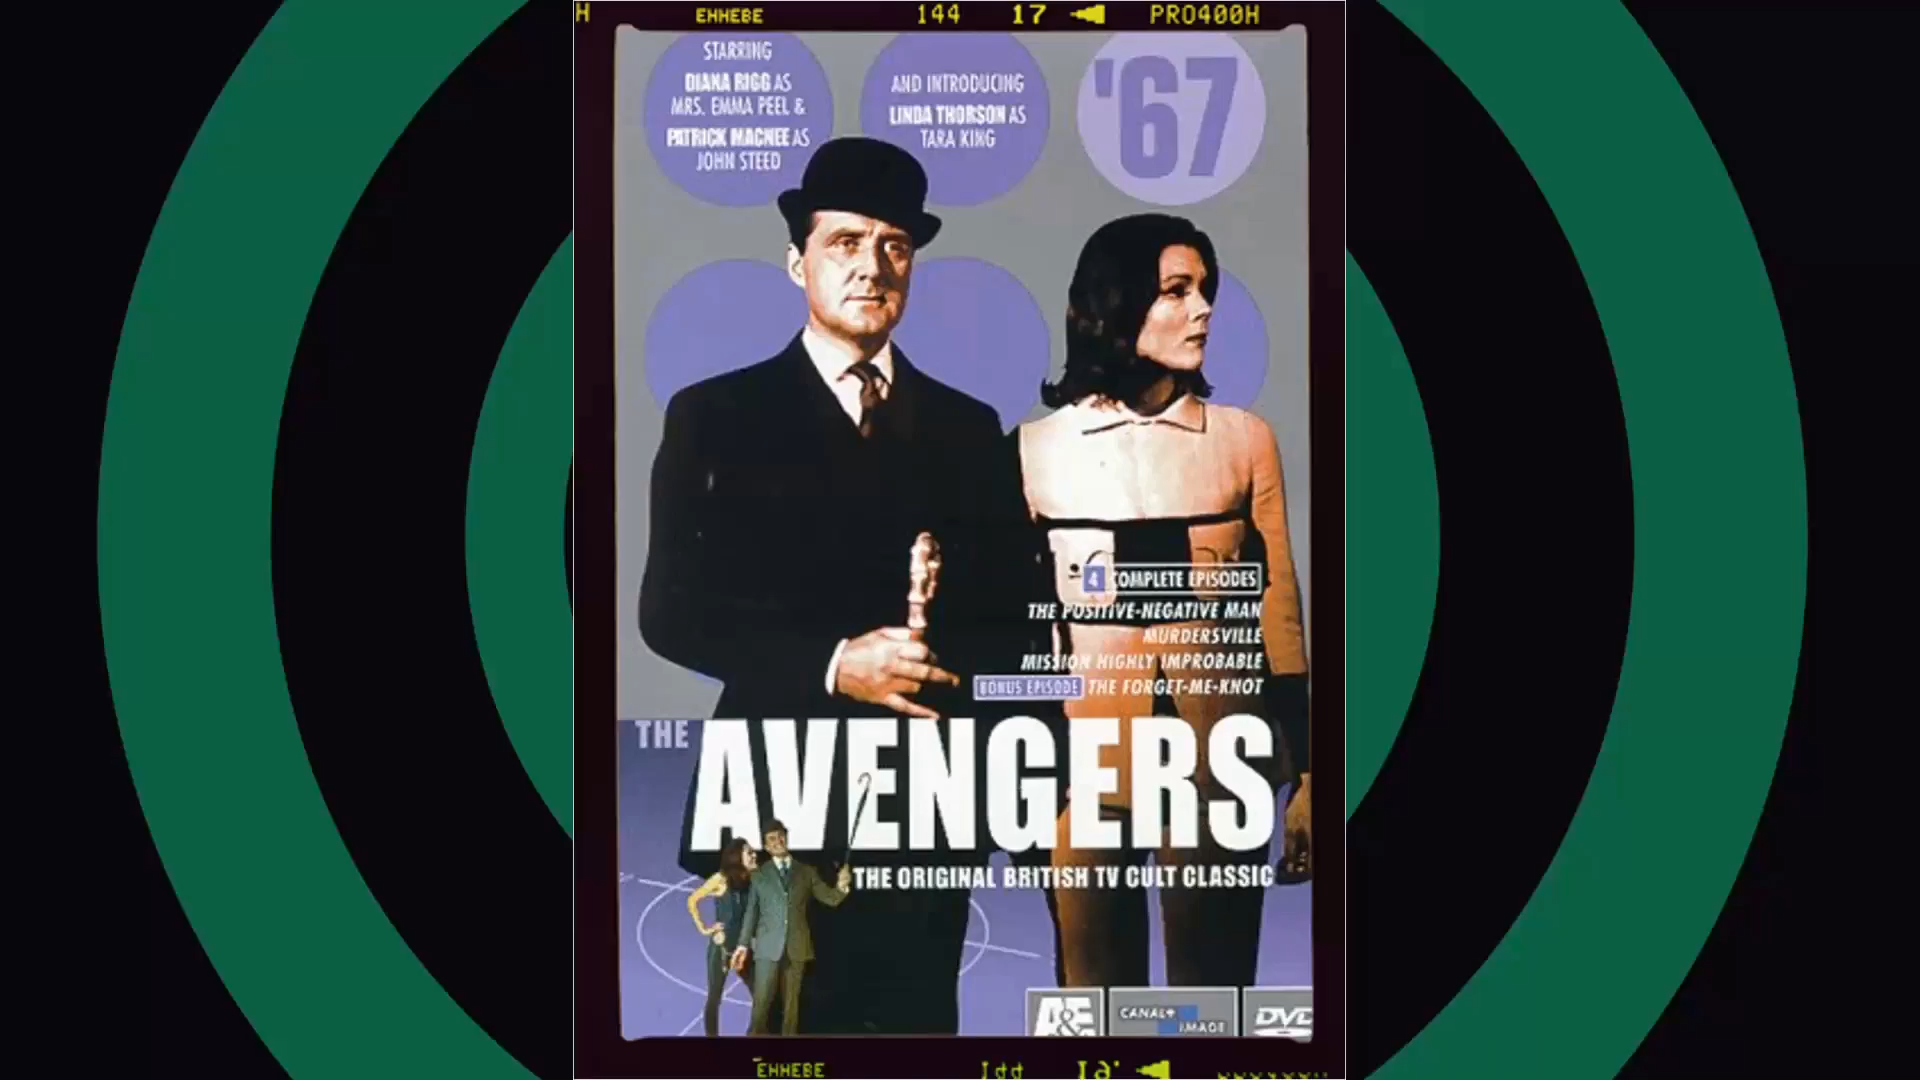 H EHHEBE 144 17 PRO400H
STARRING
DIANA RIGG AS
MRS. EMMA PEEL &
PATRICK MACNEE AS
JOHN STEED
AND INTRODUCING
LINDA THORSON AS
TARA KING
'67
4 COMPLETE EPISODES
THE POSITIVE-NEGATIVE MAN
MURDERSVILLE
MISSION HIGHLY IMPROBABLE
BONUS EPISODE THE FORGET-ME-KNOT
THE AVENGERS
THE ORIGINAL BRITISH TV CULT CLASSIC
A&E
CANAL+
IMAGE
DVD
EHHEBE